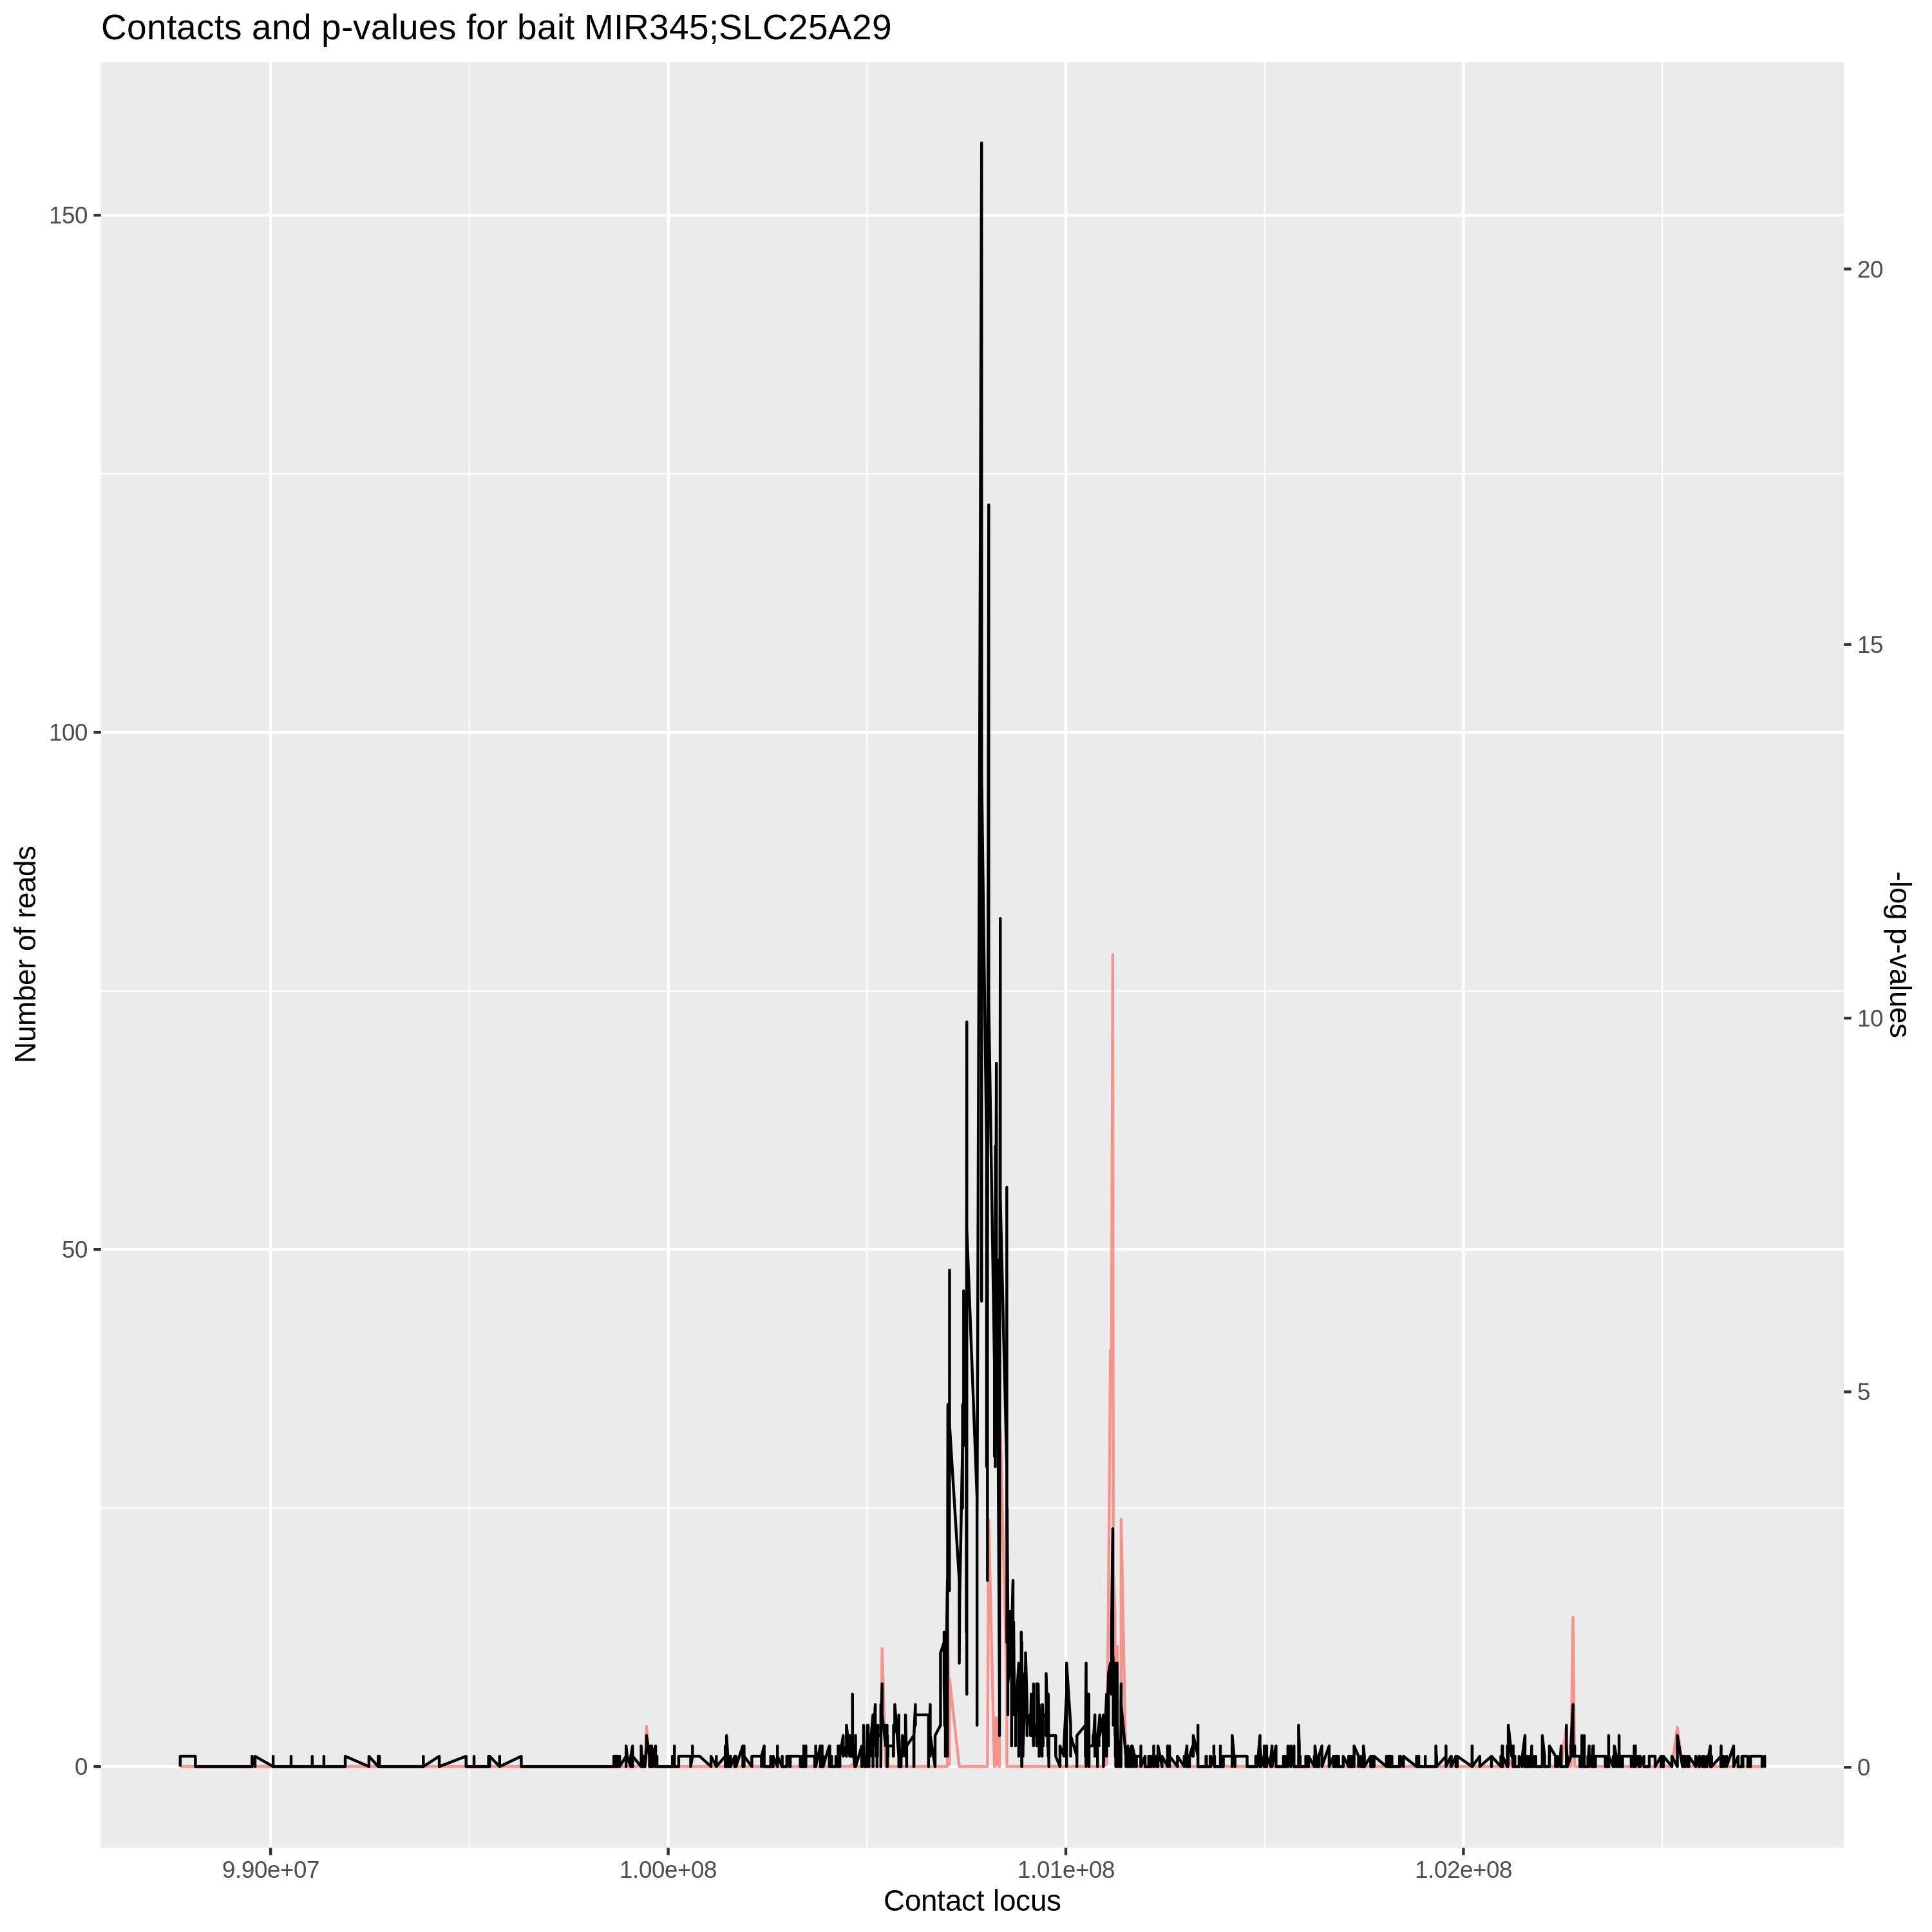 Contacts and p-values for bait MIR345;SLC25A29
150
100
50
0
Number of reads
20
15
10
5
0
-log p-values
9.90e+07
1.00e+08
1.01e+08
1.02e+08
Contact locus